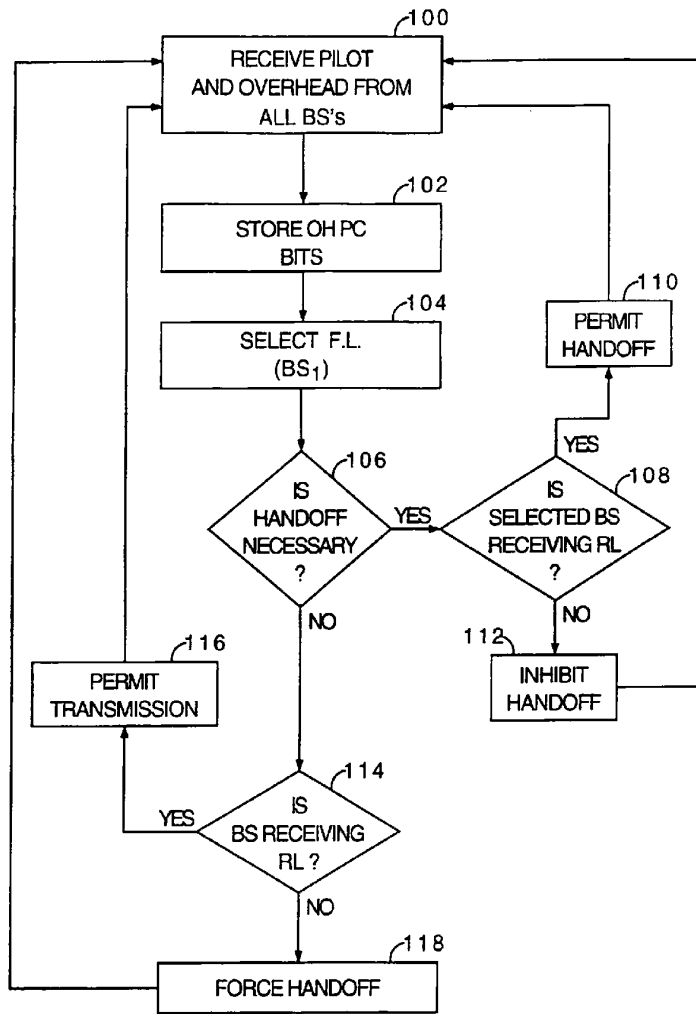 100
RECEIVE PILOT
AND OVERHEAD FROM
ALL BS's
102
STORE OH PC
BITS
104
SELECT F.L.
(BS₁)
110
PERMIT
HANDOFF
106
IS
HANDOFF
NECESSARY
?
YES
YES
108
IS
SELECTED BS
RECEIVING RL
?
NO
NO
112
INHIBIT
HANDOFF
116
PERMIT
TRANSMISSION
114
IS
BS RECEIVING
RL ?
YES
NO
118
FORCE HANDOFF